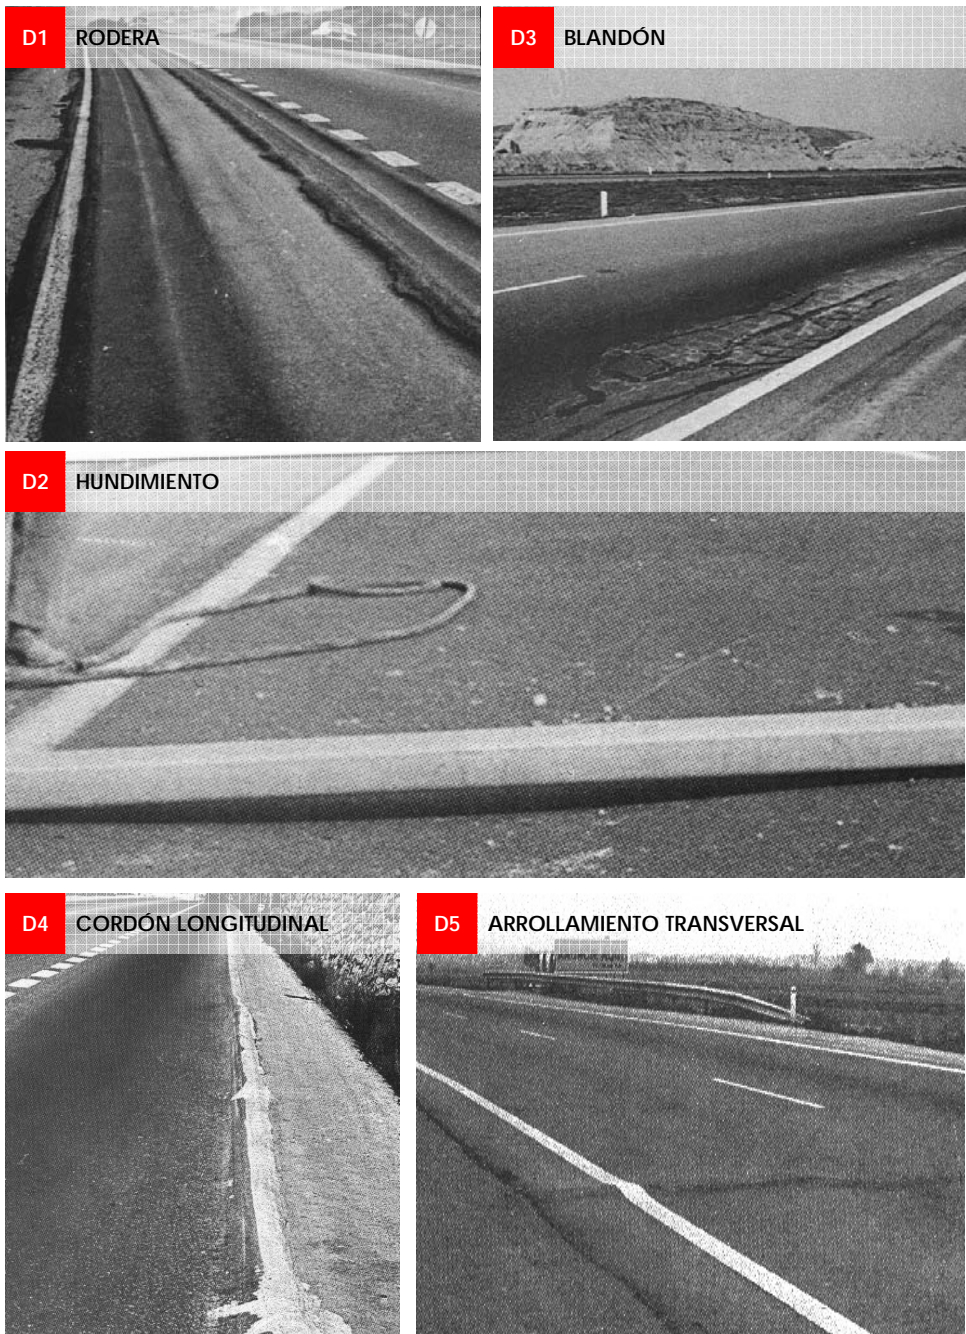 D1 RODERA
D3 BLANDÓN
D2 HUNDIMIENTO
D4 CORDÓN LONGITUDINAL
D5 ARROLLAMIENTO TRANSVERSAL